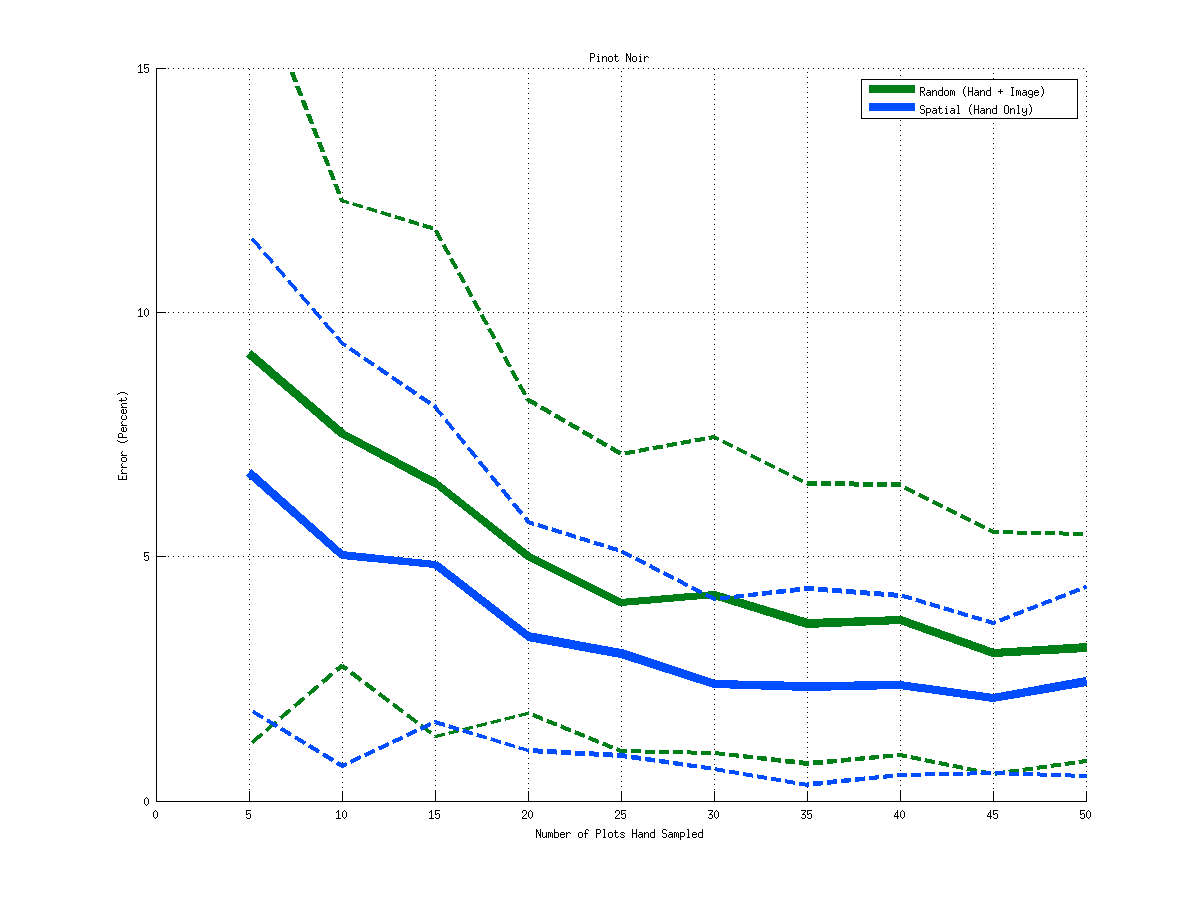 Pinot Noir
15
Random (Hand + Image)
Spatial (Hand Only)
10
Error (Percent)
5
0
0 5 10 15 20 25 30 35 40 45 50
Number of Plots Hand Sampled